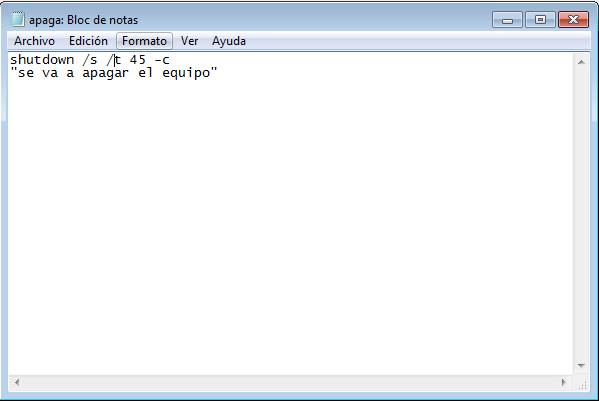 apaga: Bloc de notas
Archivo Edición Formato Ver Ayuda
shutdown /s /t 45 -c
"se va a apagar el equipo"